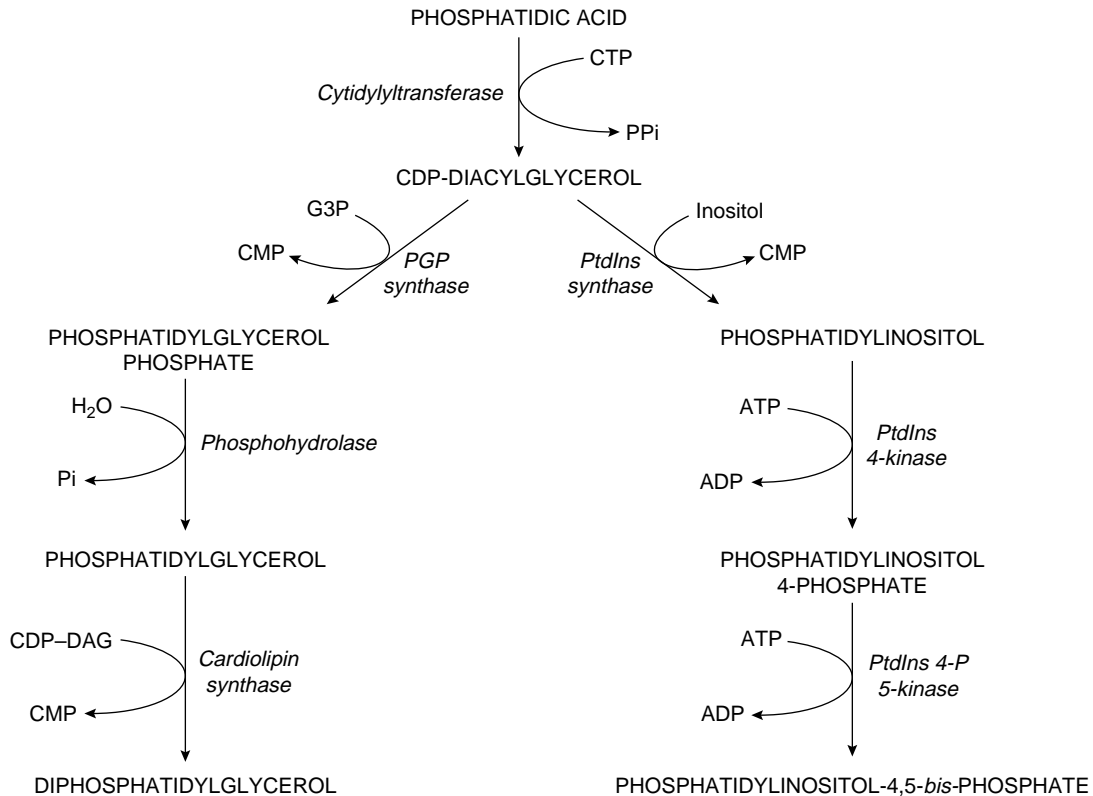 PHOSPHATIDIC ACID
CTP
Cytidylyltransferase
PPi
CDP-DIACYLGLYCEROL
G3P
Inositol
CMP
PGP
synthase
PtdIns
synthase
CMP
PHOSPHATIDYLGLYCEROL
PHOSPHATE
PHOSPHATIDYLINOSITOL
H₂O
Phosphohydrolase
Pi
ATP
PtdIns
4-kinase
ADP
PHOSPHATIDYLGLYCEROL
PHOSPHATIDYLINOSITOL
4-PHOSPHATE
CDP–DAG
Cardiolipin
synthase
CMP
ATP
PtdIns 4-P
5-kinase
ADP
DIPHOSPHATIDYLGLYCEROL
PHOSPHATIDYLINOSITOL-4,5-bis-PHOSPHATE